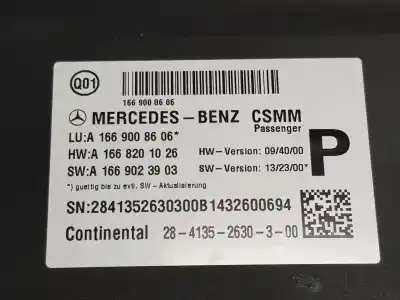 Q01
166 900 86 06
MERCEDES-BENZ CSMM
Passenger
LU:A 166 900 86 06*
HW:A 166 820 10 26
HW-Version: 09/40/00
SW:A 166 902 39 03
SW-Version: 13/23/00*
P
*) gueltig bis zu evtl. SW-Aktualisierung
SN:2841352630300B1432600694
Continental 28-4135-2630-3-00